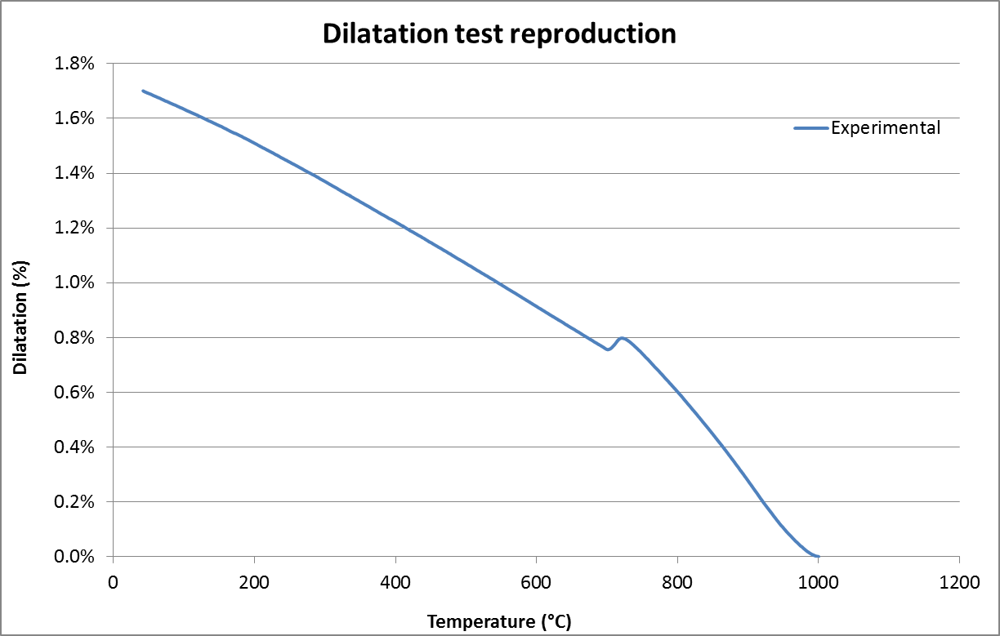 Dilatation test reproduction
1.8%
1.6%
1.4%
1.2%
1.0%
0.8%
0.6%
0.4%
0.2%
0.0%
Dilatation (%)
Experimental
0 200 400 600 800 1000 1200
Temperature (°C)